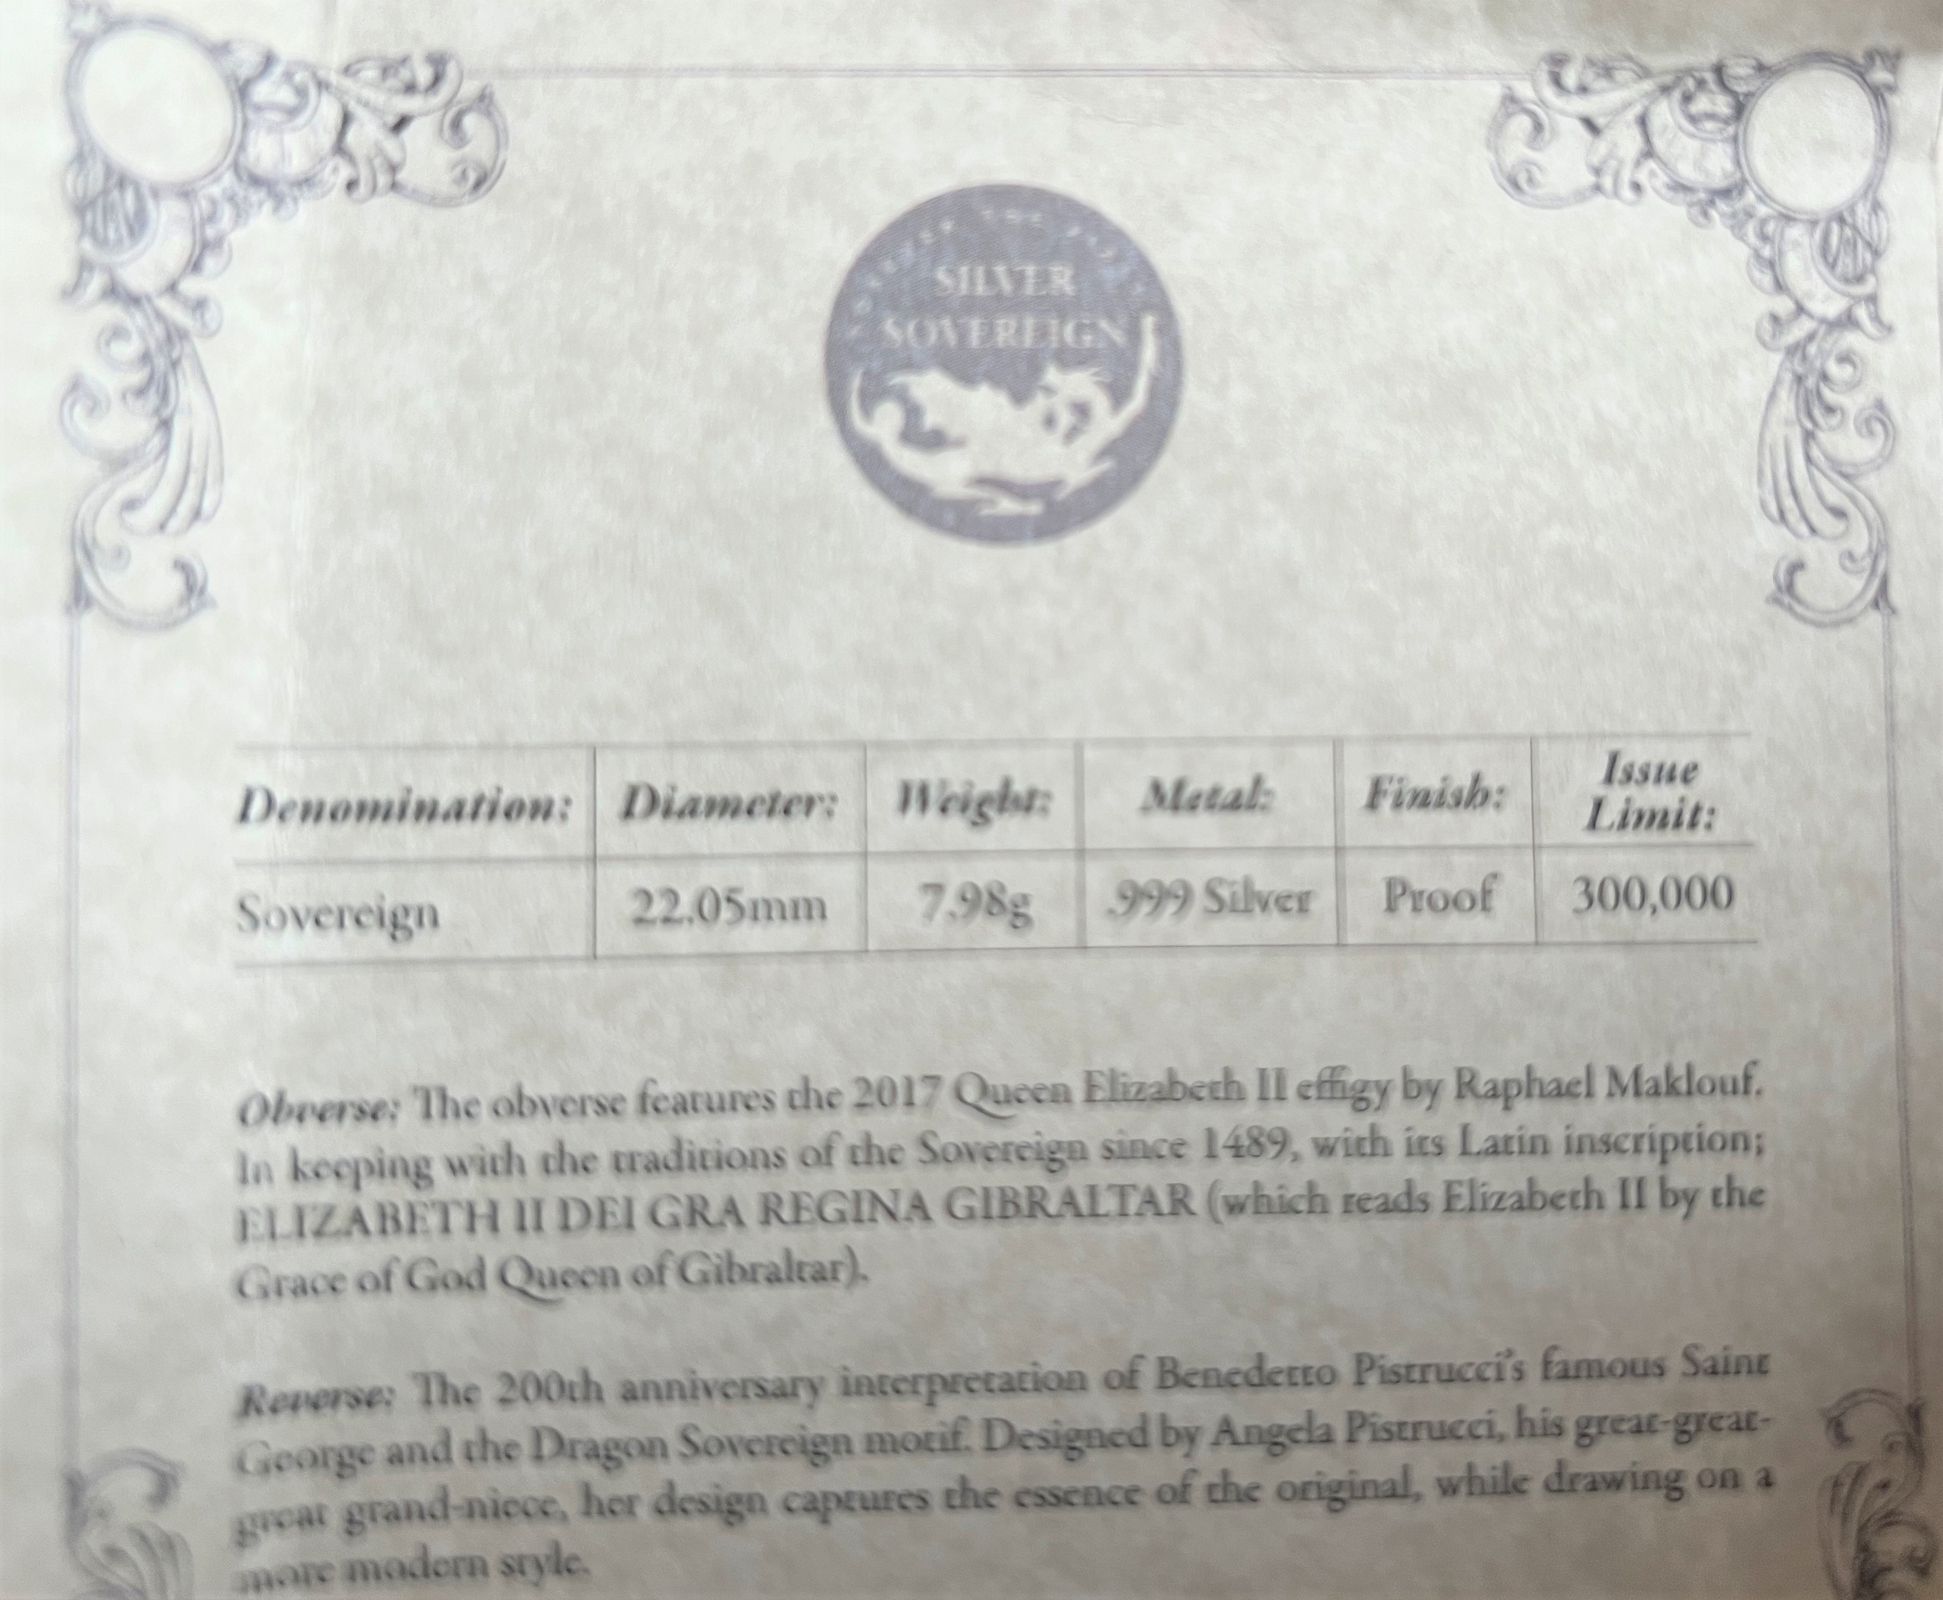 SILVER
SOVEREIGN
Denomination: Diameter: Weight: Metal: Finish: Issue Limit:
Sovereign 22.05mm 7.98g .999 Silver Proof 300,000
Obverse: The obverse features the 2017 Queen Elizabeth II effigy by Raphael Maklouf.
In keeping with the traditions of the Sovereign since 1489, with its Latin inscription;
ELIZABETH II DEI GRA REGINA GIBRALTAR (which reads Elizabeth II by the
Grace of God Queen of Gibraltar).
Reverse: The 200th anniversary interpretation of Benedetto Pistrucci's famous Saint
George and the Dragon Sovereign motif. Designed by Angela Pistrucci, his great-great-
great grand-niece, her design captures the essence of the original, while drawing on a
more modern style.